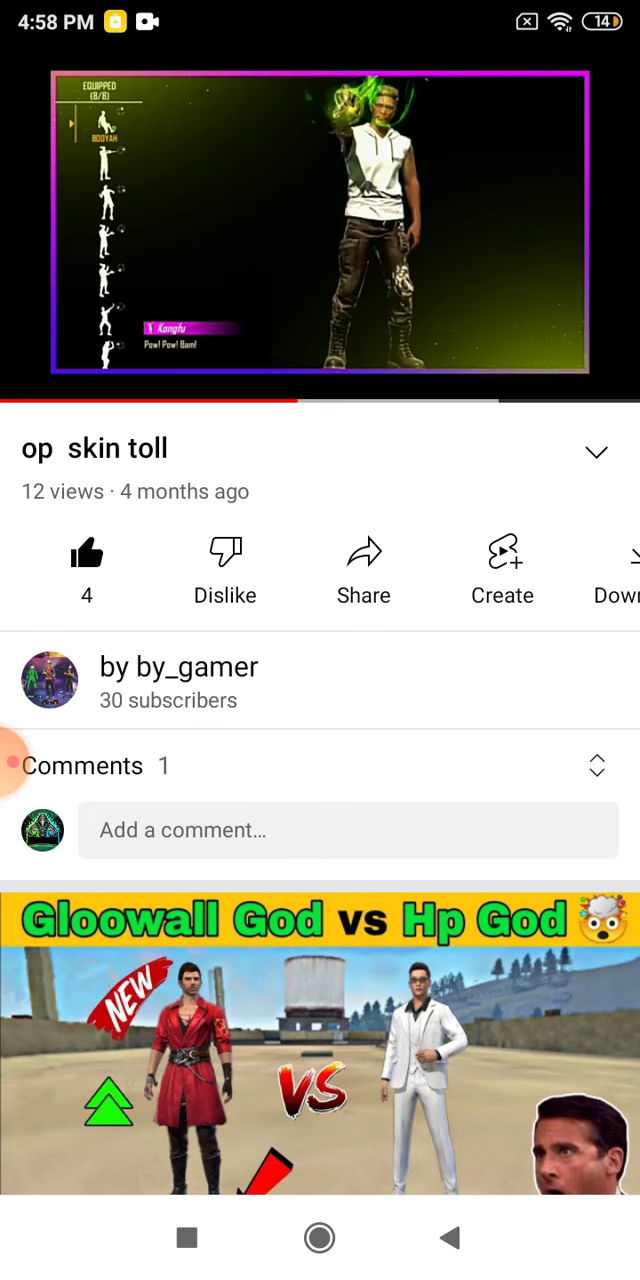 4:58 PM
14
EQUIPPED
(8/8)
BOOYAH
Kongfu
Pow! Pow! Bam!
op skin toll
12 views · 4 months ago
4
Dislike
Share
Create
Down
by by_gamer
30 subscribers
Comments 1
Add a comment...
Gloowall God vs Hp God
NEW
VS